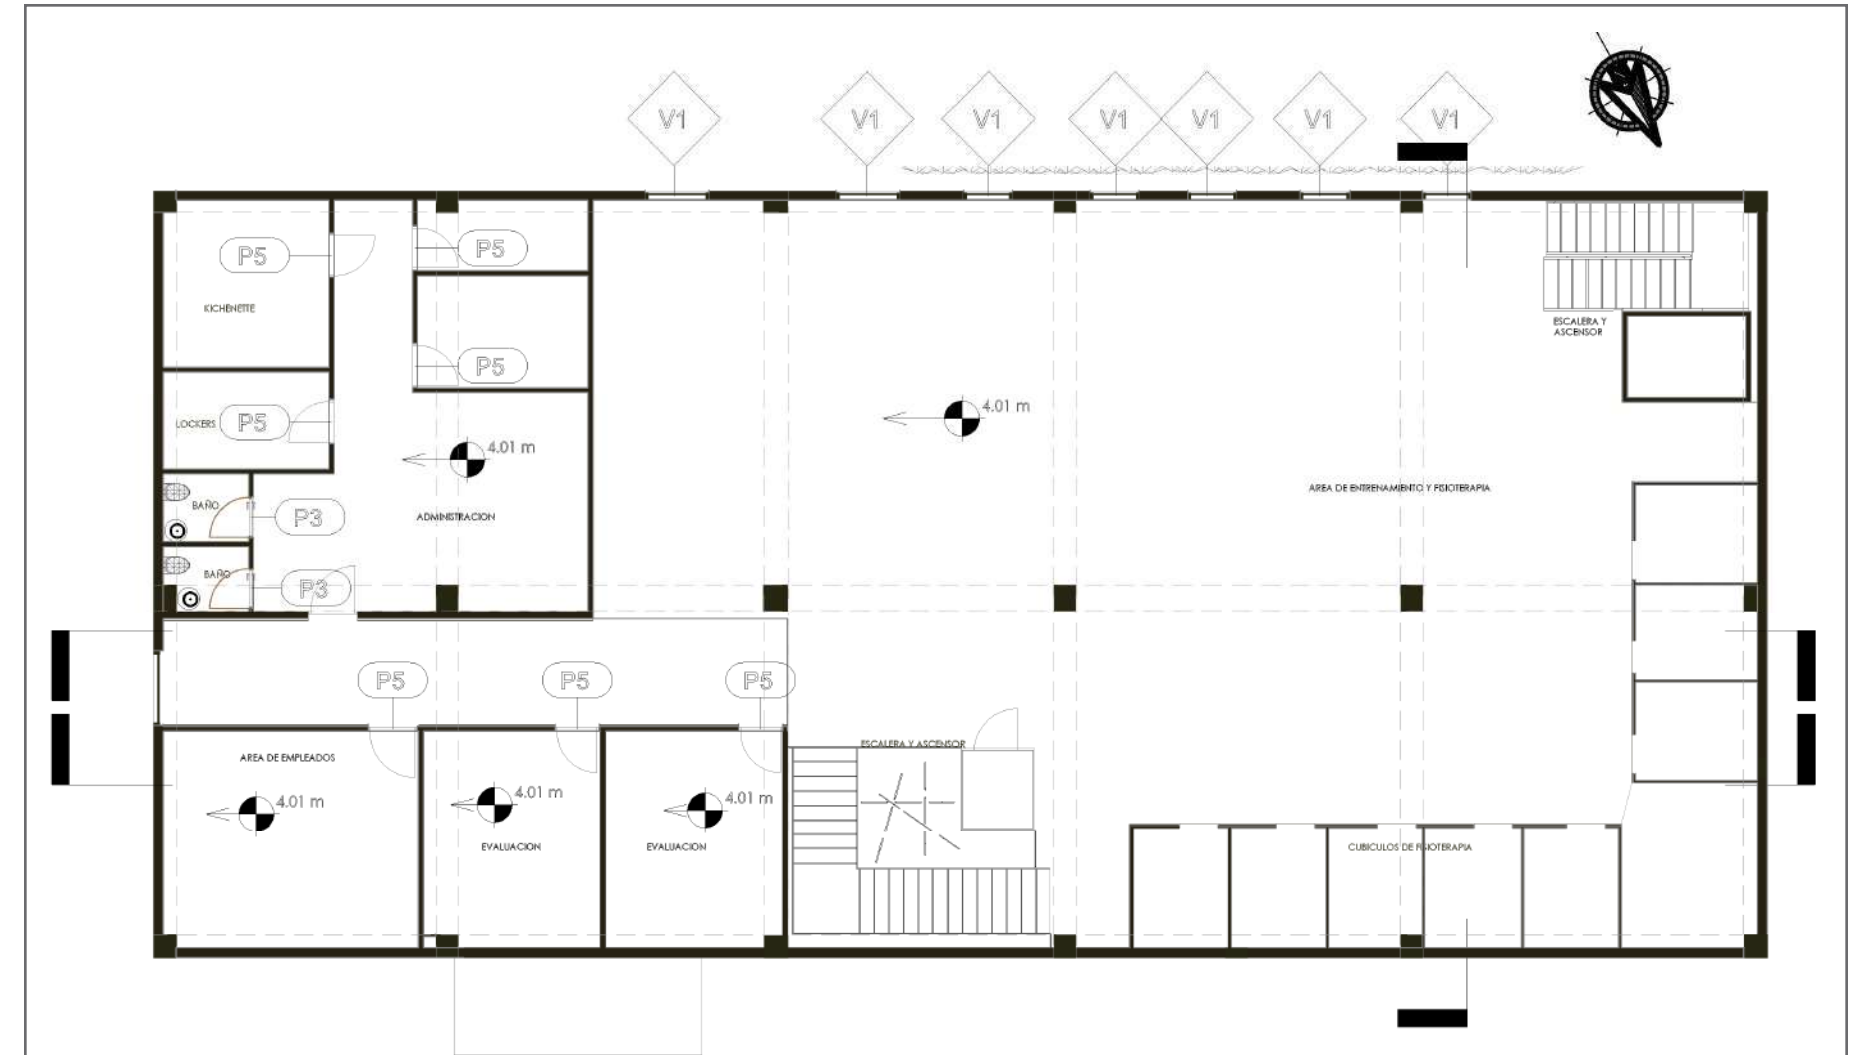 V1 V1 V1 V1 V1 V1 V1
P5
P5
KICHENETTE
ESCALERA Y
ASCENSOR
P5
4.01 m
LOCKERS
P5
4.01 m
AREA DE ENTRENAMIENTO Y FISIOTERAPIA
BAÑO
P3
ADMINISTRACION
BAÑO
P3
P5 P5 P5
ESCALERA Y ASCENSOR
AREA DE EMPLEADOS
4.01 m
4.01 m
4.01 m
EVALUACION
EVALUACION
CUBICULOS DE FISIOTERAPIA